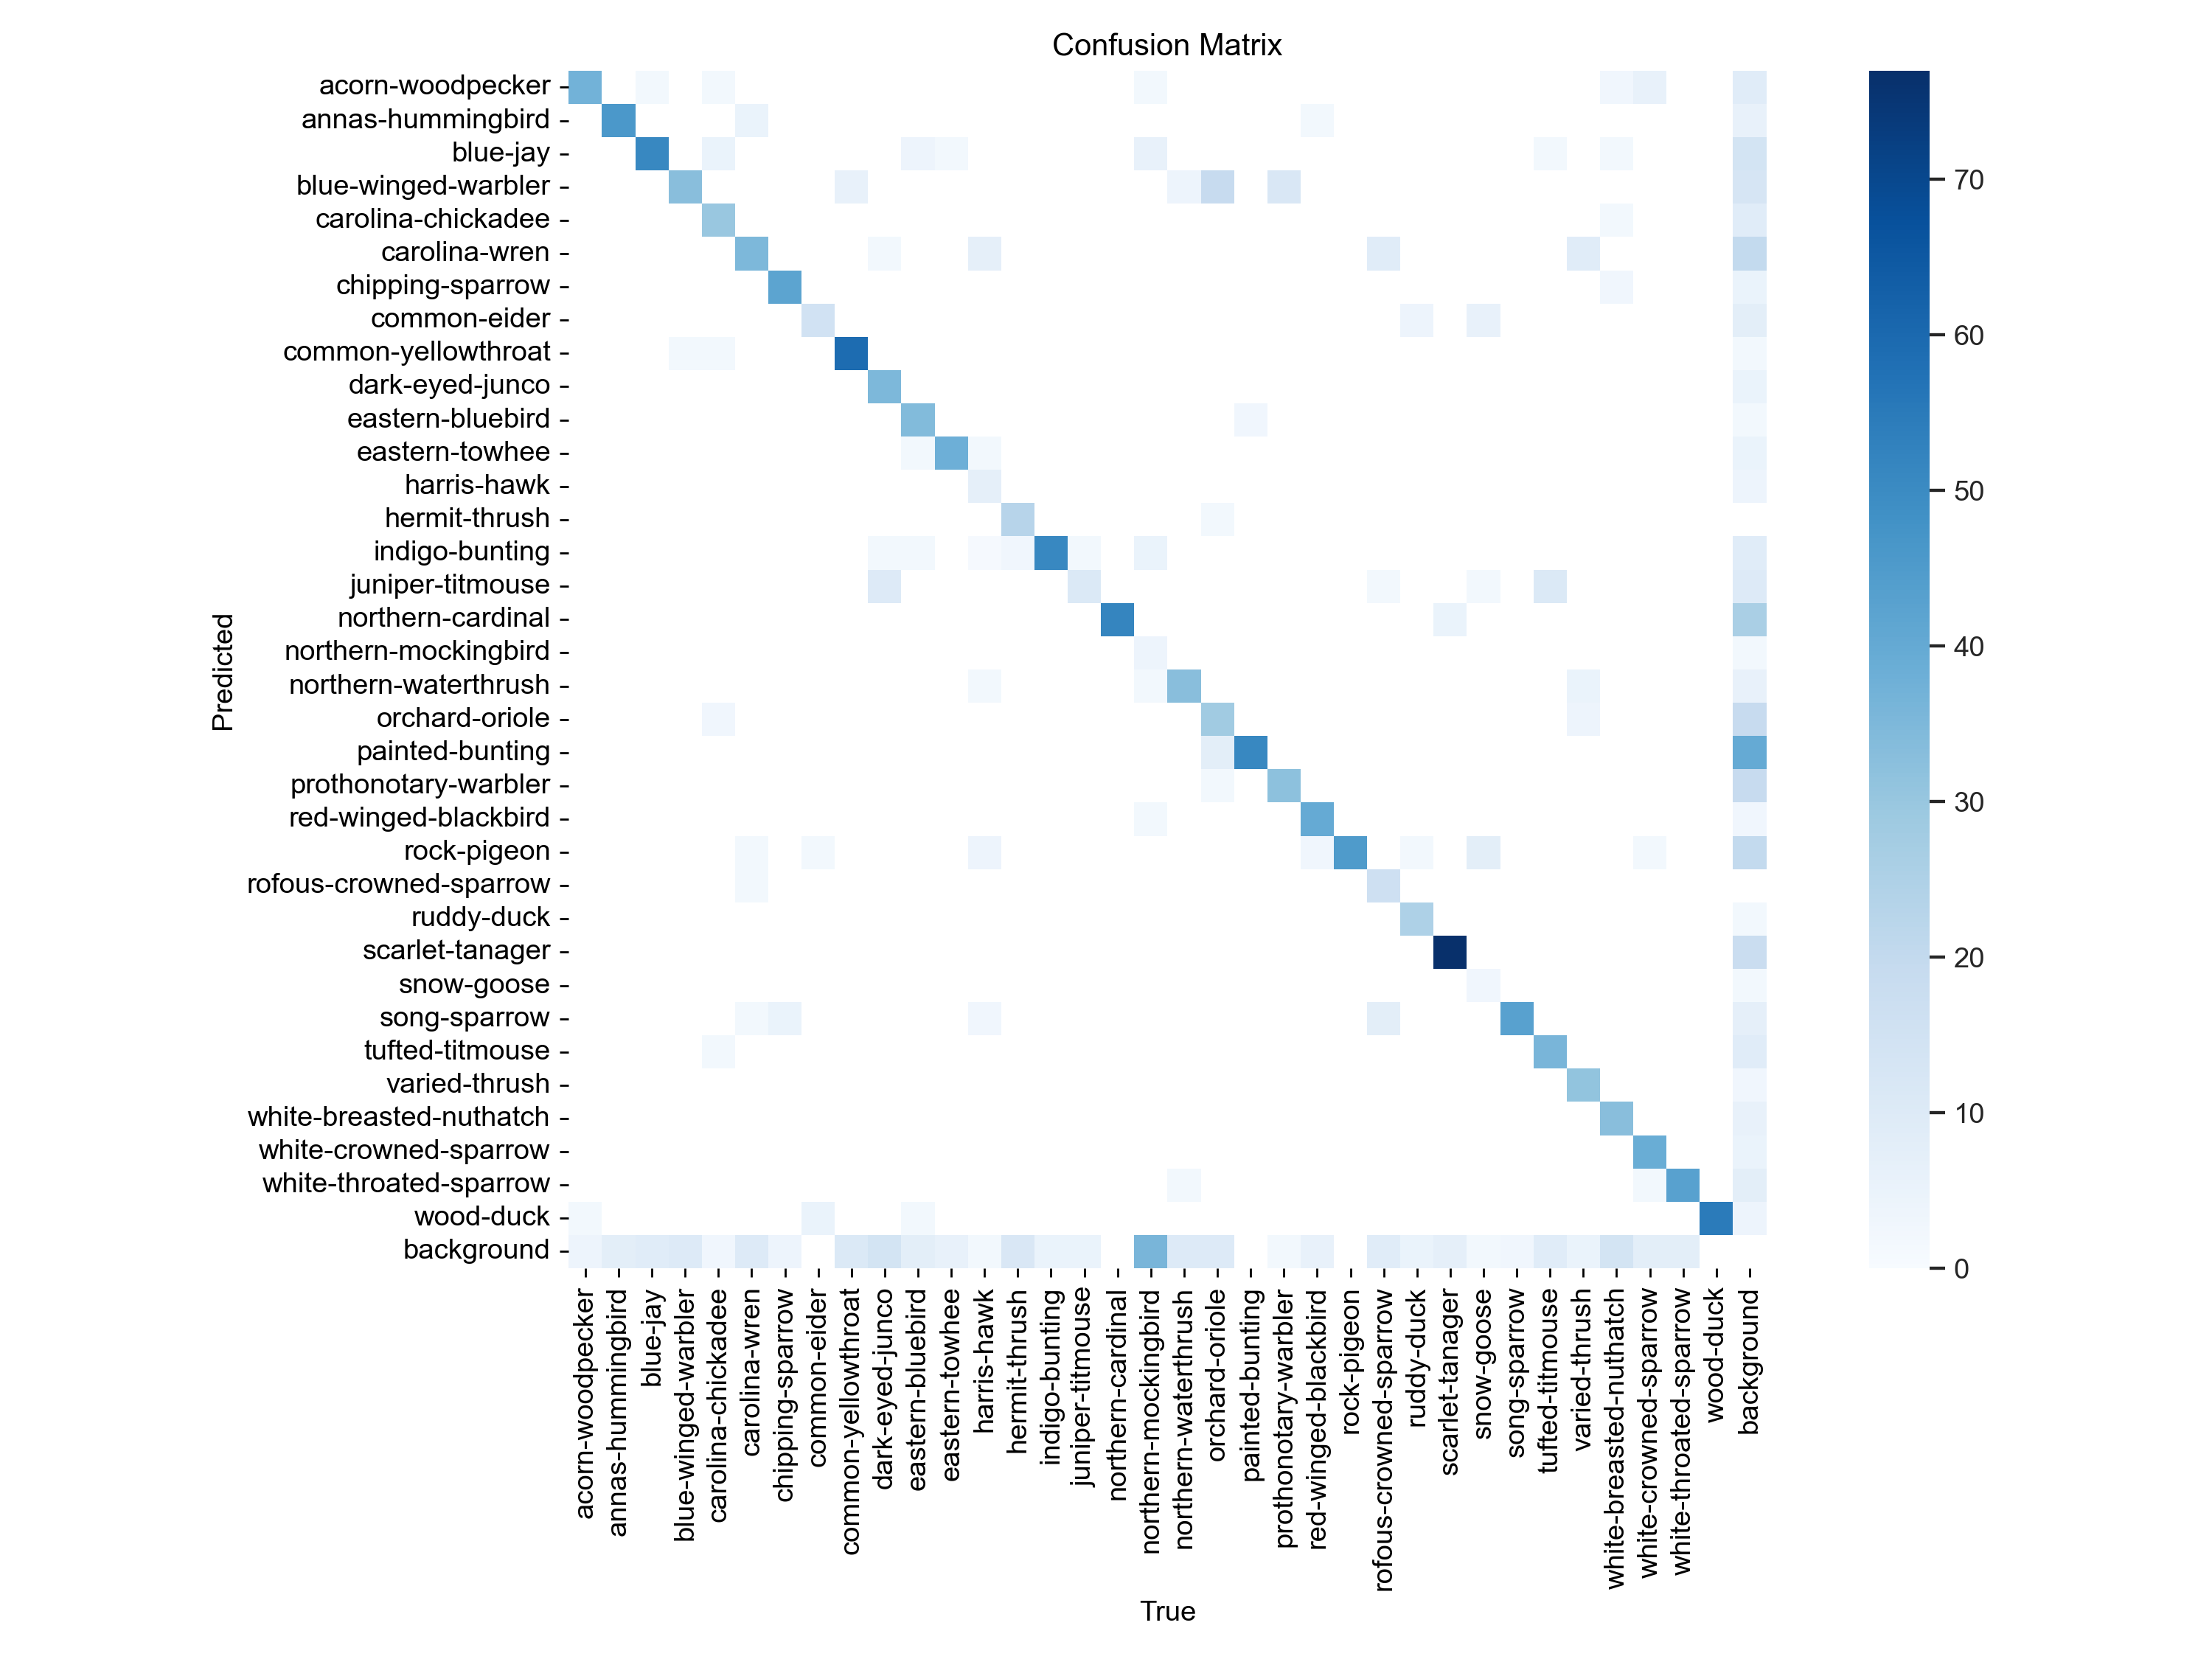 Confusion Matrix
acorn-woodpecker
annas-hummingbird
blue-jay
blue-winged-warbler
carolina-chickadee
carolina-wren
chipping-sparrow
common-eider
common-yellowthroat
dark-eyed-junco
eastern-bluebird
eastern-towhee
harris-hawk
hermit-thrush
indigo-bunting
juniper-titmouse
northern-cardinal
northern-mockingbird
northern-waterthrush
orchard-oriole
painted-bunting
prothonotary-warbler
red-winged-blackbird
rock-pigeon
rofous-crowned-sparrow
ruddy-duck
scarlet-tanager
snow-goose
song-sparrow
tufted-titmouse
varied-thrush
white-breasted-nuthatch
white-crowned-sparrow
white-throated-sparrow
wood-duck
background
Predicted
acorn-woodpecker
annas-hummingbird
blue-jay
blue-winged-warbler
carolina-chickadee
carolina-wren
chipping-sparrow
common-eider
common-yellowthroat
dark-eyed-junco
eastern-bluebird
eastern-towhee
harris-hawk
hermit-thrush
indigo-bunting
juniper-titmouse
northern-cardinal
northern-mockingbird
northern-waterthrush
orchard-oriole
painted-bunting
prothonotary-warbler
red-winged-blackbird
rock-pigeon
rofous-crowned-sparrow
ruddy-duck
scarlet-tanager
snow-goose
song-sparrow
tufted-titmouse
varied-thrush
white-breasted-nuthatch
white-crowned-sparrow
white-throated-sparrow
wood-duck
background
True
70
60
50
40
30
20
10
0